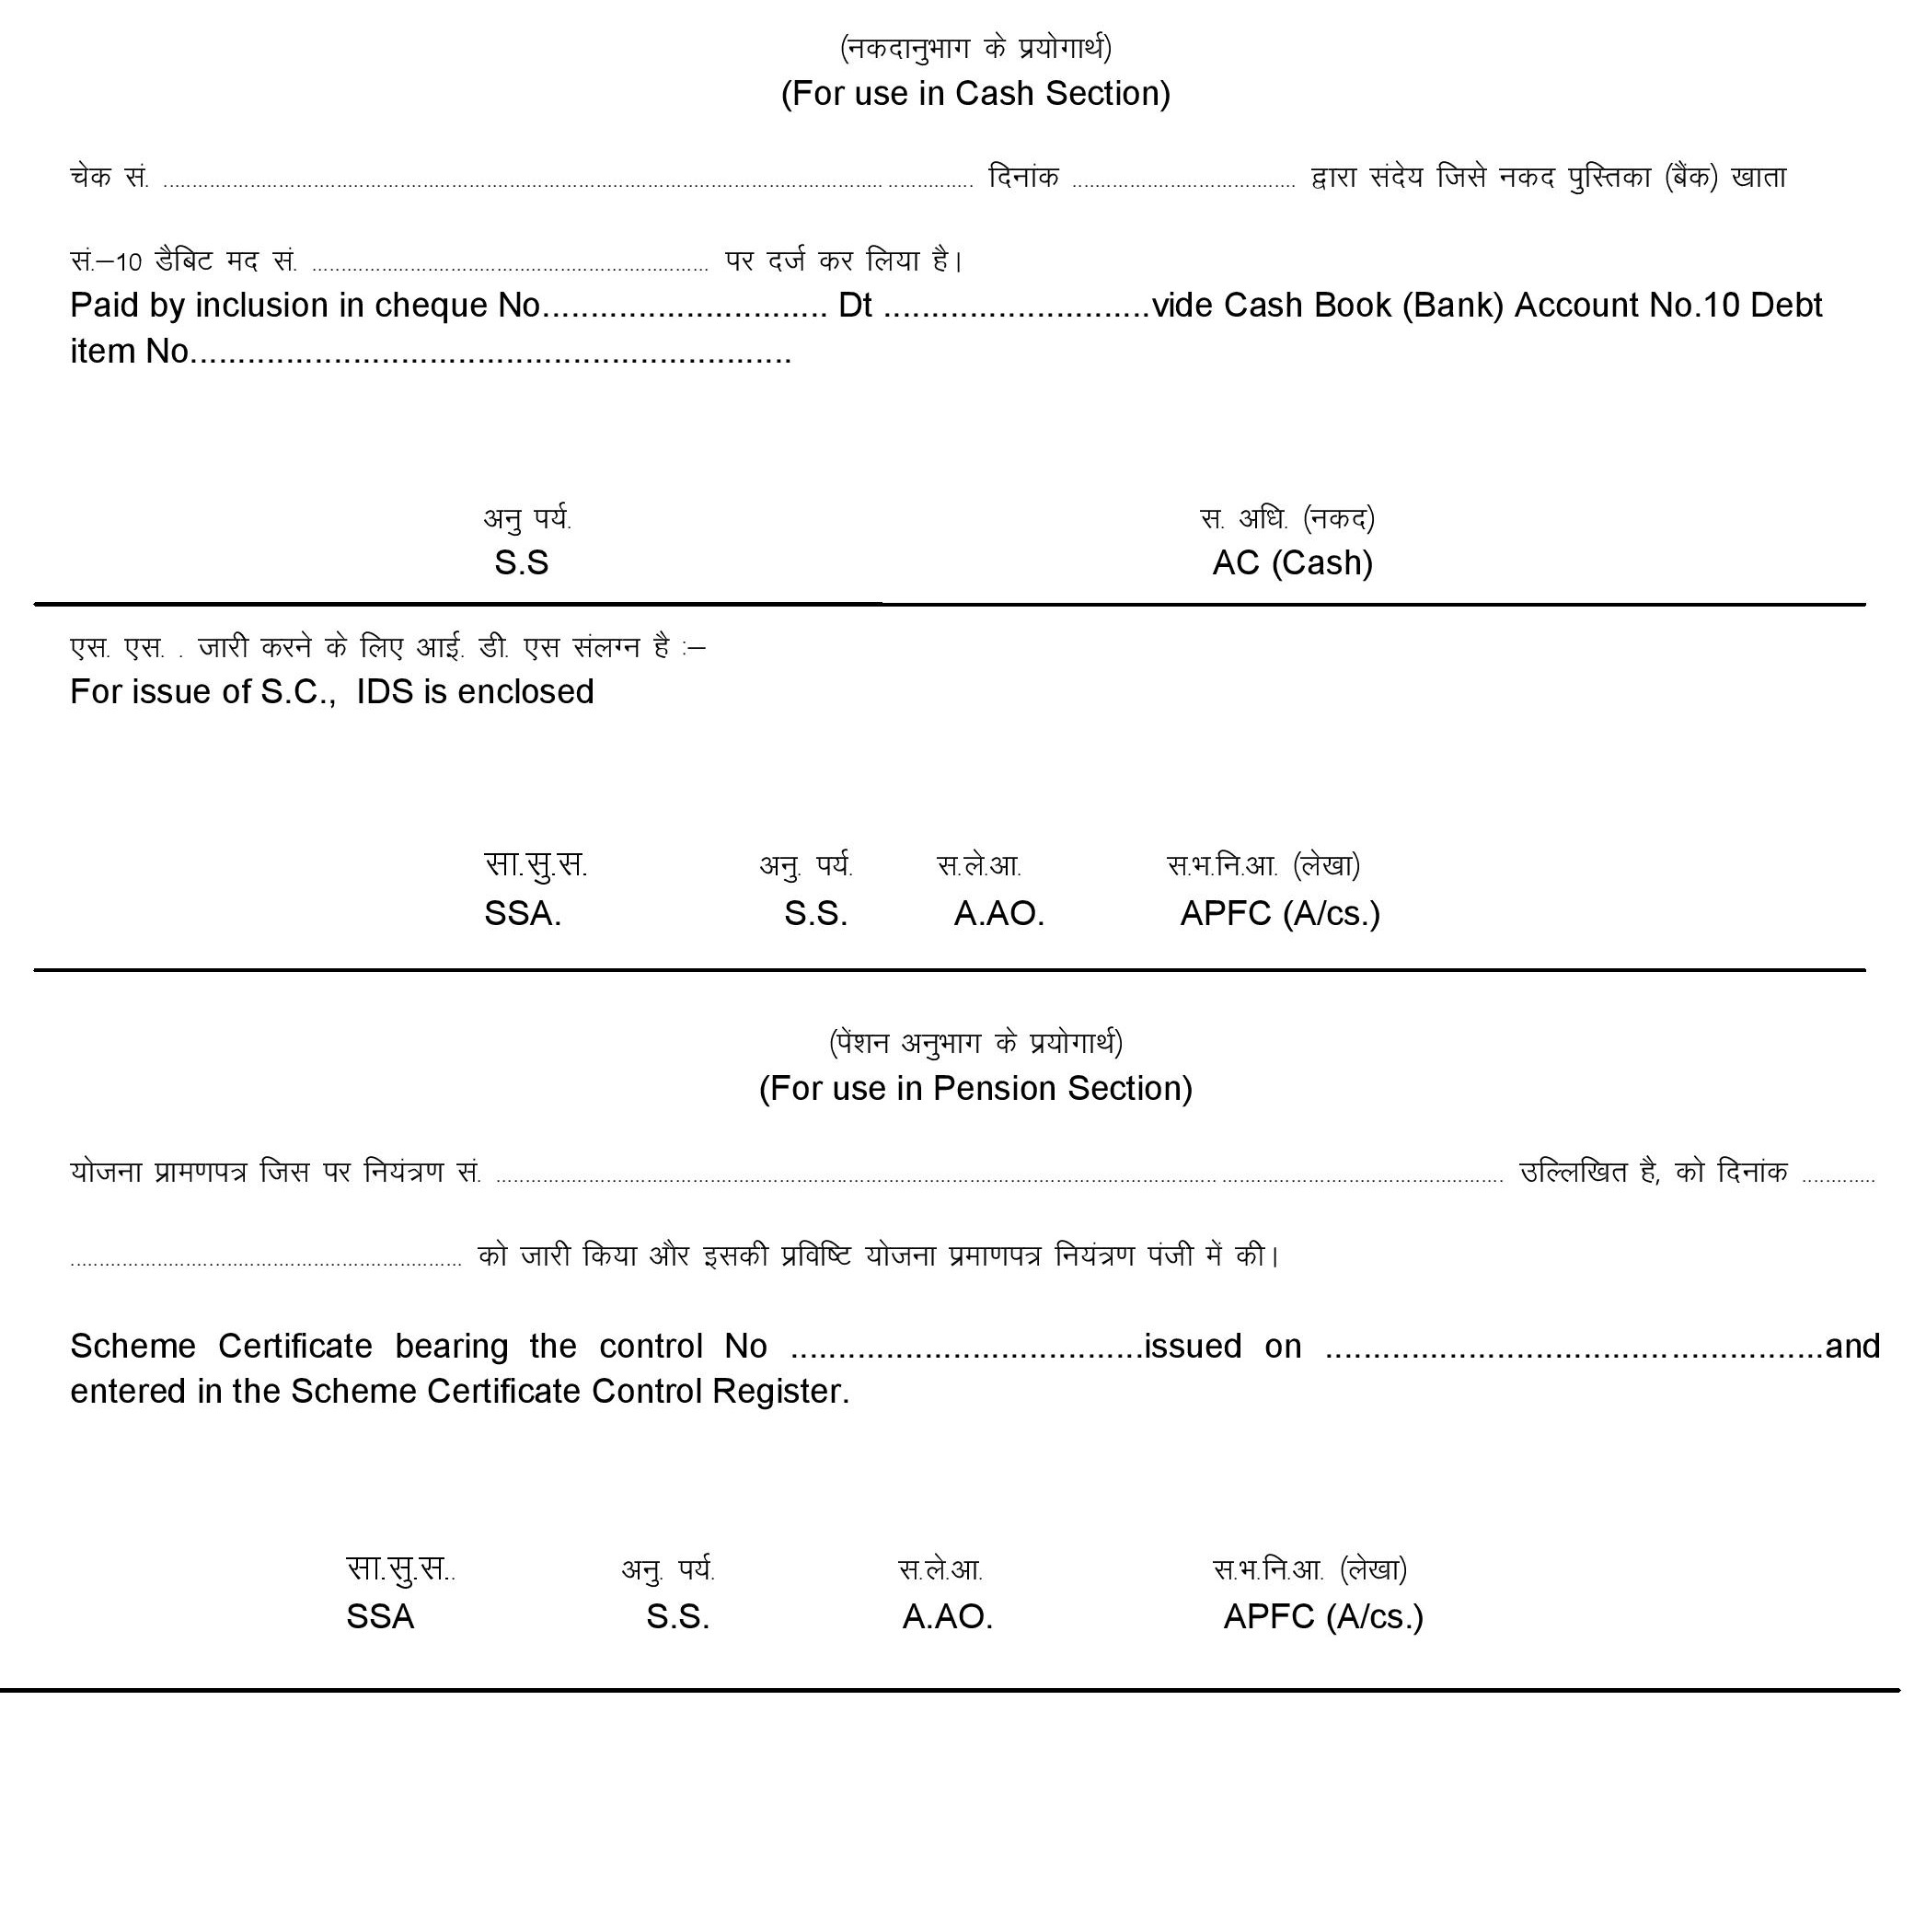 (नकदानुभाग के प्रयोगार्थ)
(For use in Cash Section)
चेक सं. ........................................................................................................................................... दिनांक ....................................... द्वारा संदेय जिसे नकद पुस्तिका (बैंक) खाता
सं.–10 डैबिट मद सं. ..................................................................... पर दर्ज कर लिया है।
Paid by inclusion in cheque No.............................. Dt ............................vide Cash Book (Bank) Account No.10 Debt
item No...............................................................
अनु पर्य. स. अधि. (नकद)
S.S AC (Cash)
एस. एस. . जारी करने के लिए आई. डी. एस संलग्न है :–
For issue of S.C., IDS is enclosed
सा.सु.स. अनु. पर्य. स.ले.आ. स.भ.नि.आ. (लेखा)
SSA. S.S. A.AO. APFC (A/cs.)
(पेंशन अनुभाग के प्रयोगार्थ)
(For use in Pension Section)
योजना प्रामणपत्र जिस पर नियंत्रण सं. ............................................................................................................................................................................... उल्लिखित है, को दिनांक .............
.................................................................... को जारी किया और इसकी प्रविष्टि योजना प्रमाणपत्र नियंत्रण पंजी में की।
Scheme Certificate bearing the control No .....................................issued on ....................................................and
entered in the Scheme Certificate Control Register.
सा.सु.स.. अनु. पर्य. स.ले.आ. स.भ.नि.आ. (लेखा)
SSA S.S. A.AO. APFC (A/cs.)